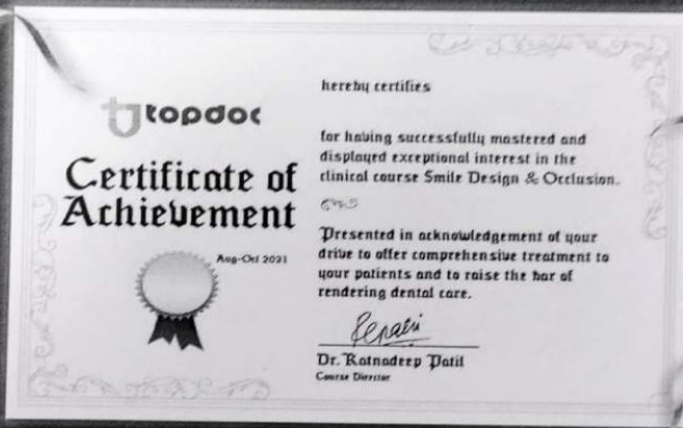 topdoc
Certificate of
Achievement
Aug-Oct 2021
hereby certifies
for having successfully mastered and
displayed exceptional interest in the
clinical course Smile Design & Occlusion.
Presented in acknowledgement of your
drive to offer comprehensive treatment to
your patients and to raise the bar of
rendering dental care.
Dr. Ratnadeep Patil
Course Director